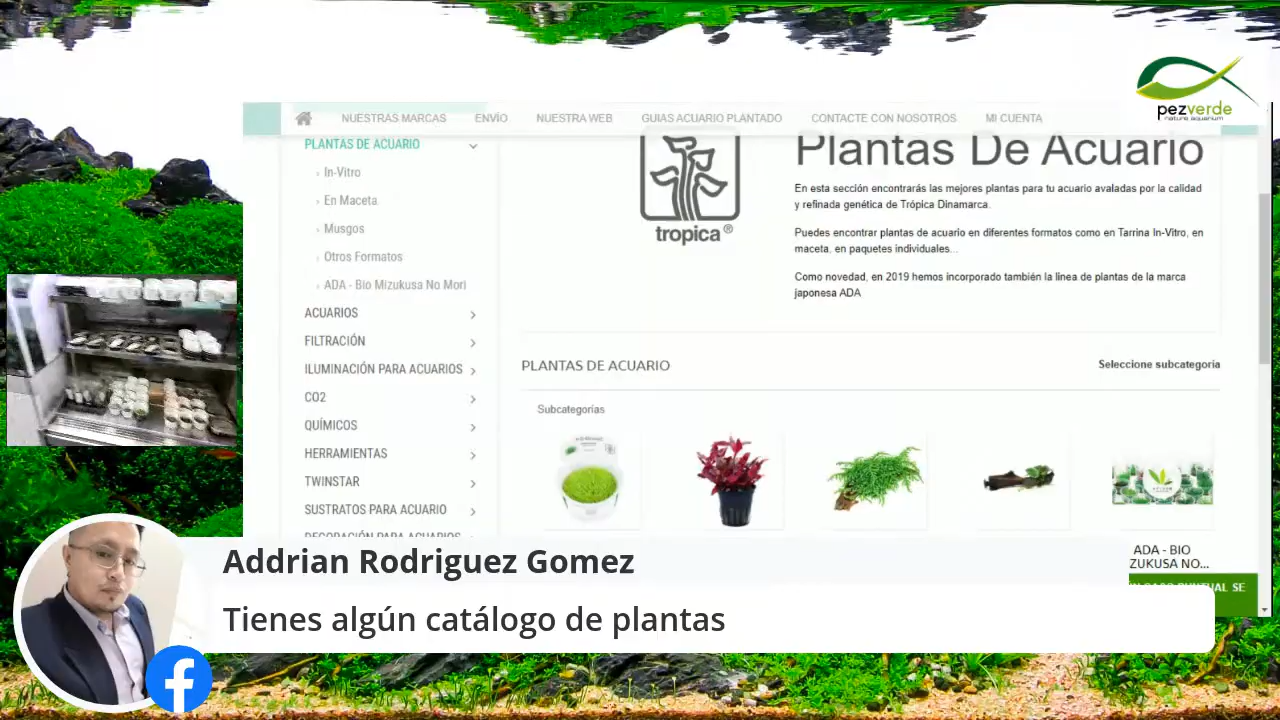 pezverde
nature aquarium
NUESTRAS MARCAS ENVÍO NUESTRA WEB GUIAS ACUARIO PLANTADO CONTACTE CON NOSOTROS MI CUENTA
PLANTAS DE ACUARIO
In-Vitro
En Maceta
Musgos
Otros Formatos
ADA - Bio Mizukusa No Mori
ACUARIOS
FILTRACIÓN
ILUMINACIÓN PARA ACUARIOS
CO2
QUÍMICOS
HERRAMIENTAS
TWINSTAR
SUSTRATOS PARA ACUARIO
DECORACIÓN PARA ACUARIOS
tropica®
Plantas De Acuario
En esta sección encontrarás las mejores plantas para tu acuario avaladas por la calidad
y refinada genética de Trópica Dinamarca.
Puedes encontrar plantas de acuario en diferentes formatos como en Tarrina In-Vitro, en
maceta, en paquetes individuales...
Como novedad, en 2019 hemos incorporado también la linea de plantas de la marca
japonesa ADA
PLANTAS DE ACUARIO
Seleccione subcategoría
Subcategorías
ADA - BIO
ZUKUSA NO...
Addrian Rodriguez Gomez
Tienes algún catálogo de plantas